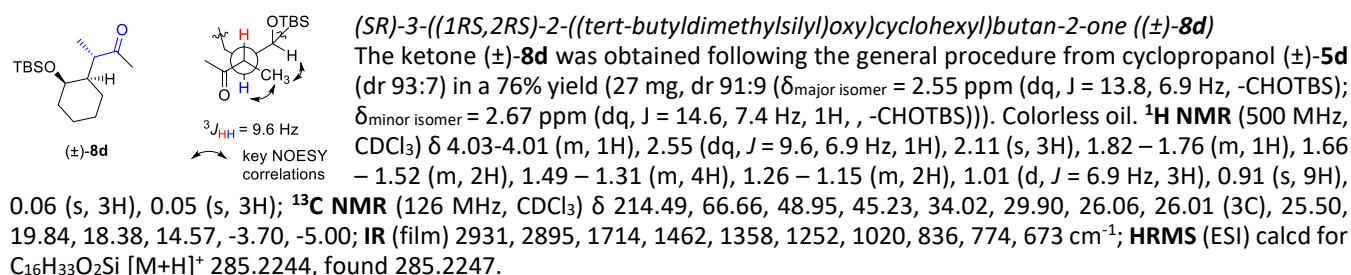 (SR)-3-((1RS,2RS)-2-((tert-butyldimethylsilyl)oxy)cyclohexyl)butan-2-one ((±)-8d)
The ketone (±)-8d was obtained following the general procedure from cyclopropanol (±)-5d
(dr 93:7) in a 76% yield (27 mg, dr 91:9 (δmajor isomer = 2.55 ppm (dq, J = 13.8, 6.9 Hz, -CHOTBS);
δminor isomer = 2.67 ppm (dq, J = 14.6, 7.4 Hz, 1H, , -CHOTBS))). Colorless oil. ¹H NMR (500 MHz,
CDCl₃) δ 4.03-4.01 (m, 1H), 2.55 (dq, J = 9.6, 6.9 Hz, 1H), 2.11 (s, 3H), 1.82 – 1.76 (m, 1H), 1.66
– 1.52 (m, 2H), 1.49 – 1.31 (m, 4H), 1.26 – 1.15 (m, 2H), 1.01 (d, J = 6.9 Hz, 3H), 0.91 (s, 9H),
0.06 (s, 3H), 0.05 (s, 3H); ¹³C NMR (126 MHz, CDCl₃) δ 214.49, 66.66, 48.95, 45.23, 34.02, 29.90, 26.06, 26.01 (3C), 25.50,
19.84, 18.38, 14.57, -3.70, -5.00; IR (film) 2931, 2895, 1714, 1462, 1358, 1252, 1020, 836, 774, 673 cm⁻¹; HRMS (ESI) calcd for
C₁₆H₃₃O₂Si [M+H]⁺ 285.2244, found 285.2247.
O
TBSO
H
(±)-8d
OTBS
H
H
CH₃
H
O
³JHH = 9.6 Hz
key NOESY
correlations